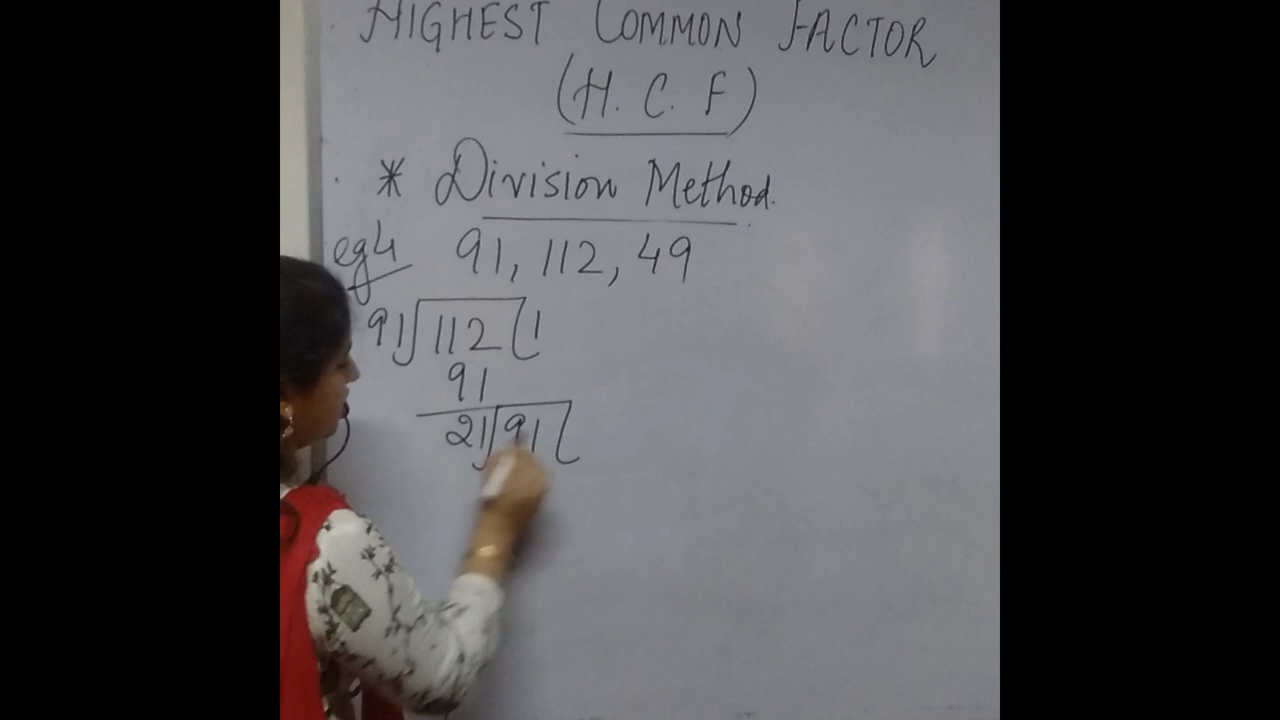 HIGHEST COMMON FACTOR
(H. C. F)
* Division Method.
eg4 91, 112, 49
91 112 1
91
21 91